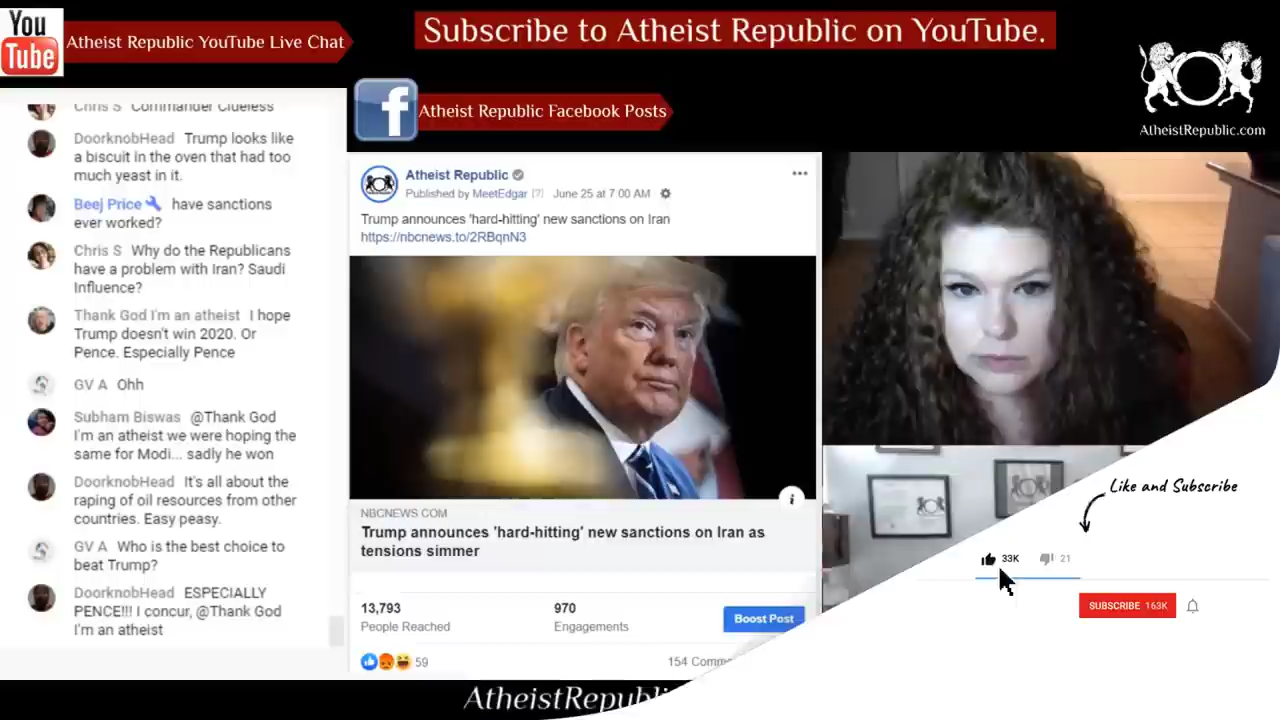 You
Tube
Atheist Republic YouTube Live Chat
Subscribe to Atheist Republic on YouTube.
AtheistRepublic.com
Atheist Republic Facebook Posts
Chris S Commander Clueless
DoorknobHead Trump looks like
a biscuit in the oven that had too
much yeast in it.
Beej Price have sanctions
ever worked?
Chris S Why do the Republicans
have a problem with Iran? Saudi
Influence?
Thank God I'm an atheist I hope
Trump doesn't win 2020. Or
Pence. Especially Pence
GV A Ohh
Subham Biswas @Thank God
I'm an atheist we were hoping the
same for Modi... sadly he won
DoorknobHead It's all about the
raping of oil resources from other
countries. Easy peasy.
GV A Who is the best choice to
beat Trump?
DoorknobHead ESPECIALLY
PENCE!!! I concur, @Thank God
I'm an atheist
Atheist Republic
Published by MeetEdgar [?] June 25 at 7:00 AM
Trump announces 'hard-hitting' new sanctions on Iran
https://nbcnews.to/2RBqnN3
NBCNEWS.COM
Trump announces 'hard-hitting' new sanctions on Iran as
tensions simmer
13,793
People Reached
970
Engagements
Boost Post
59
154 Comm
Like and Subscribe
33K
21
SUBSCRIBE 163K
AtheistRepublic